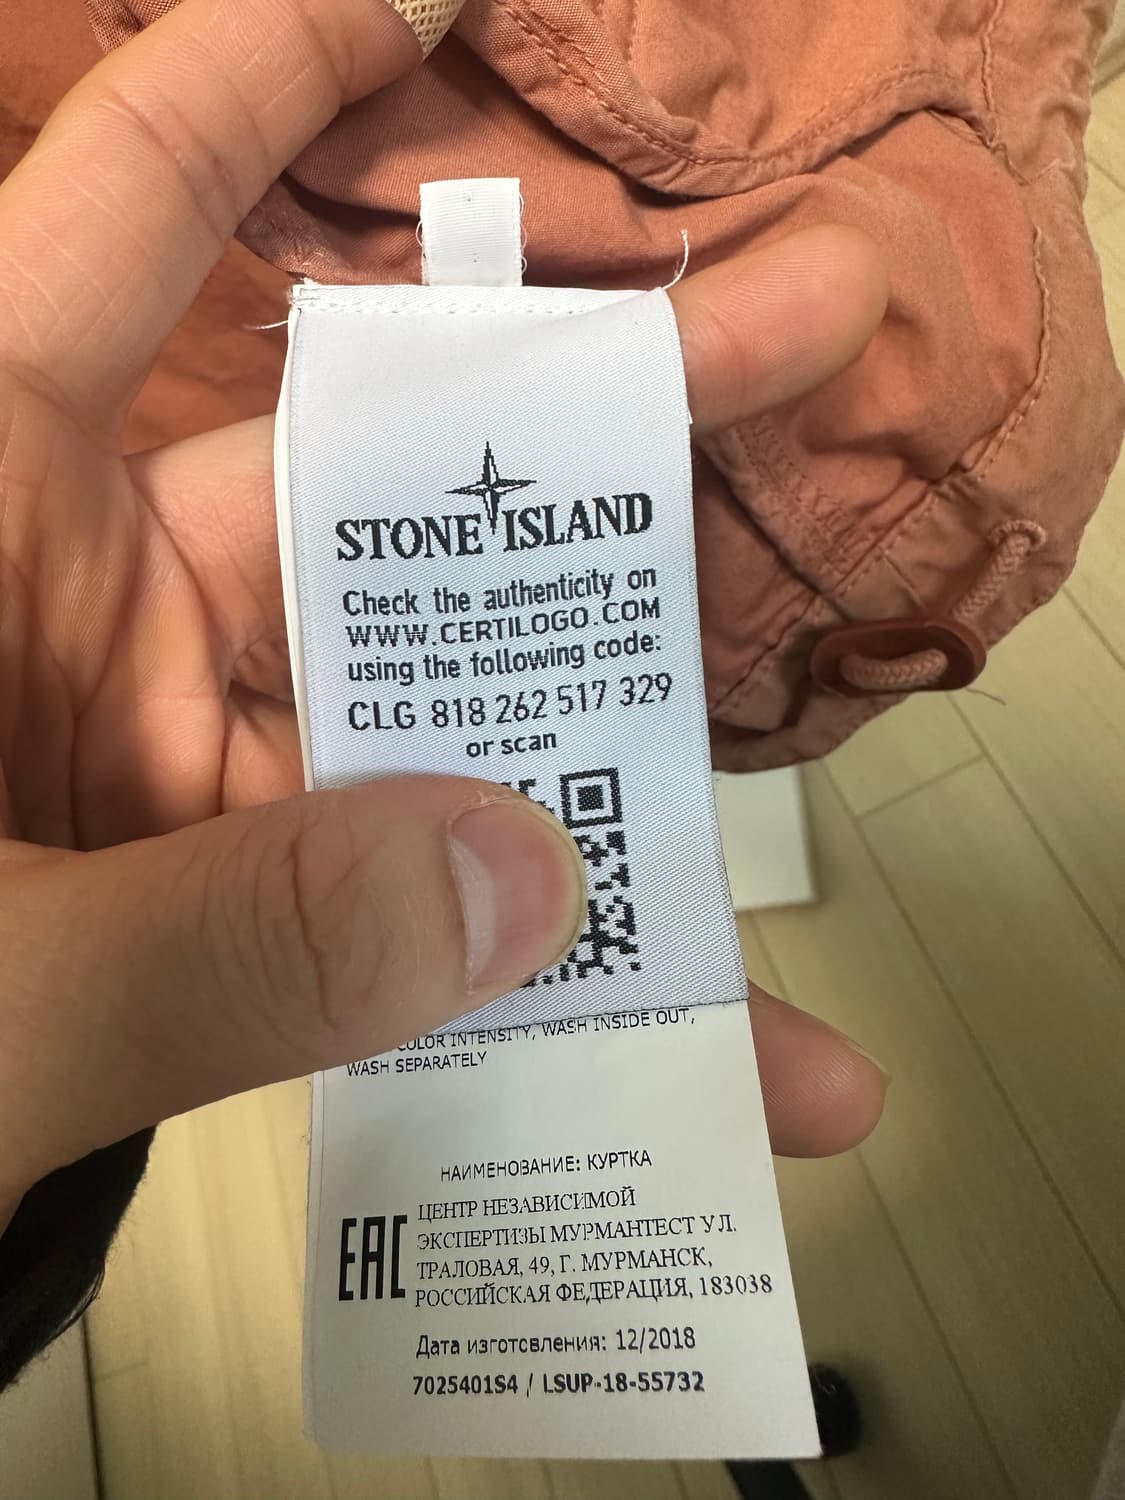 STONE ISLAND
Check the authenticity on
WWW.CERTILOGO.COM
using the following code:
CLG 818 262 517 329
or scan
COLOR INTENSITY, WASH INSIDE OUT,
WASH SEPARATELY
НАИМЕНОВАНИЕ: КУРТКА
EAC
ЦЕНТР НЕЗАВИСИМОЙ
ЭКСПЕРТИЗЫ МУРМАНТЕСТ УЛ.
ТРАЛОВАЯ, 49, Г. МУРМАНСК,
РОССИЙСКАЯ ФЕДЕРАЦИЯ, 183038
Дата изготсвления: 12/2018
7025401S4 / LSUP-18-55732